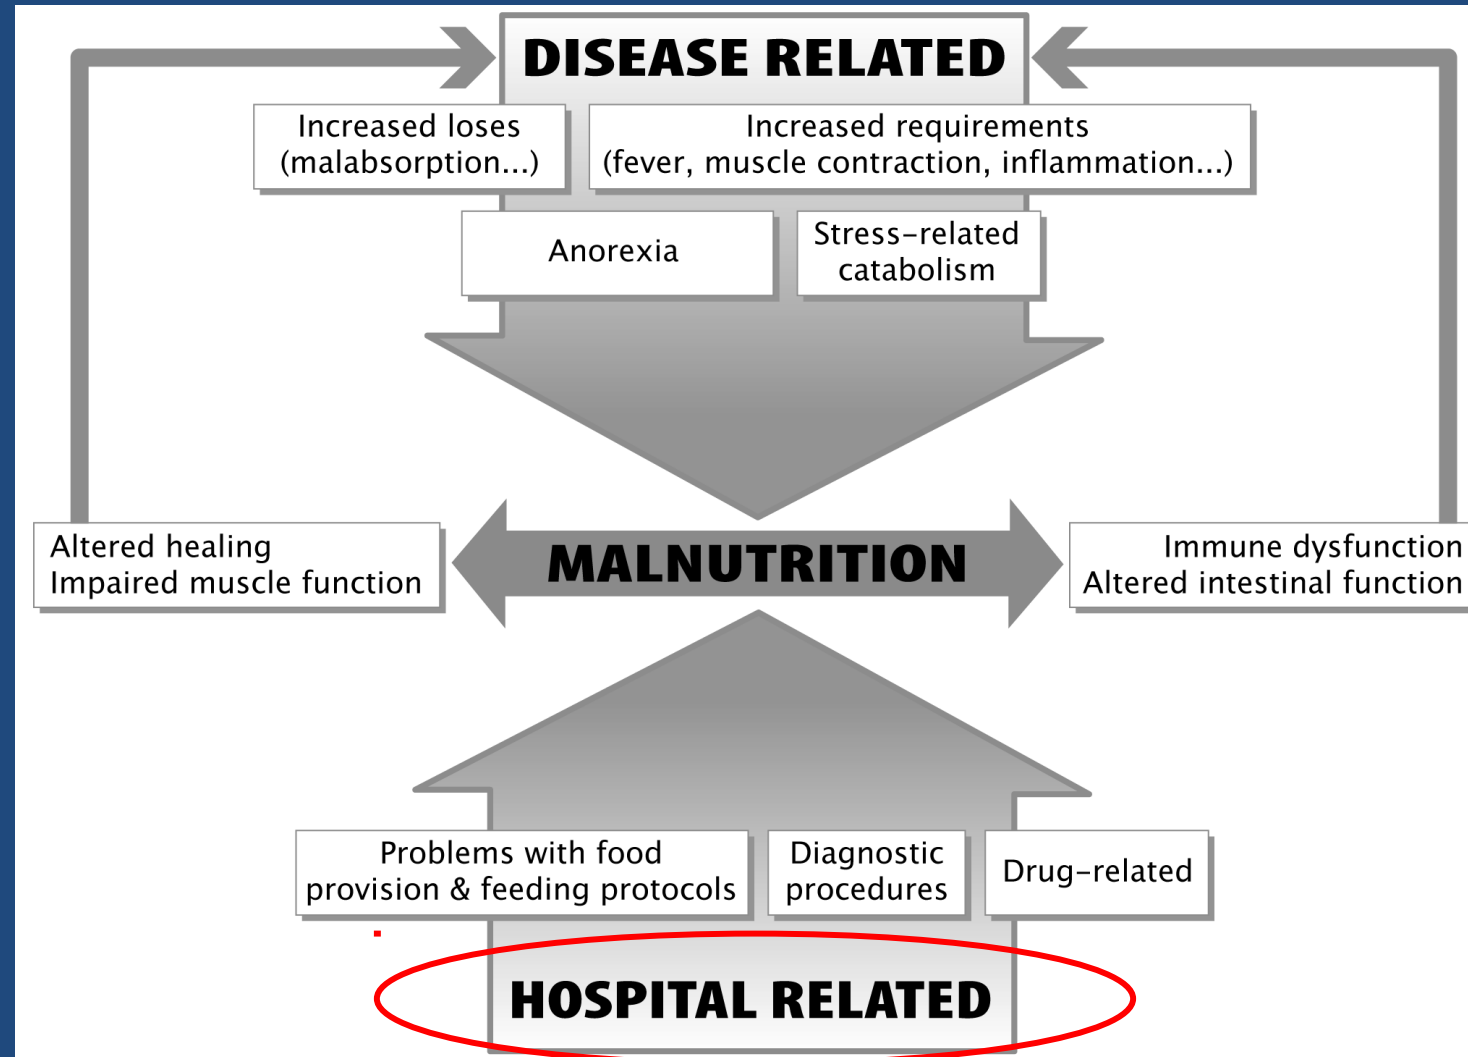 DISEASE RELATED
Increased loses
(malabsorption...)
Increased requirements
(fever, muscle contraction, inflammation...)
Anorexia
Stress-related
catabolism
Altered healing
Impaired muscle function
MALNUTRITION
Immune dysfunction
Altered intestinal function
Problems with food
provision & feeding protocols
Diagnostic
procedures
Drug-related
HOSPITAL RELATED